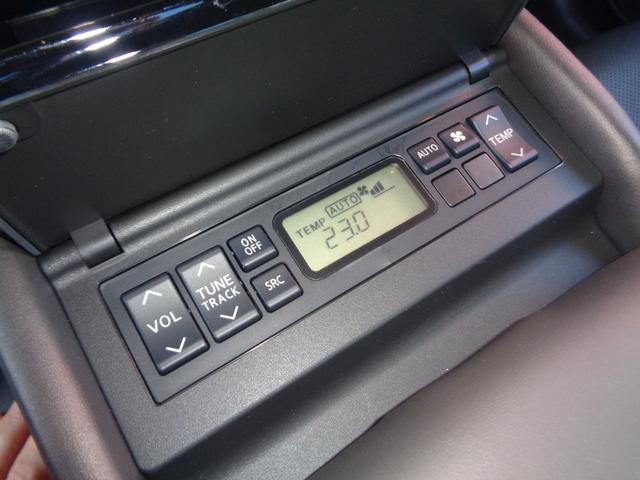 VOL
TUNE
TRACK
ON
OFF
SRC
TEMP AUTO
23.0
AUTO
TEMP